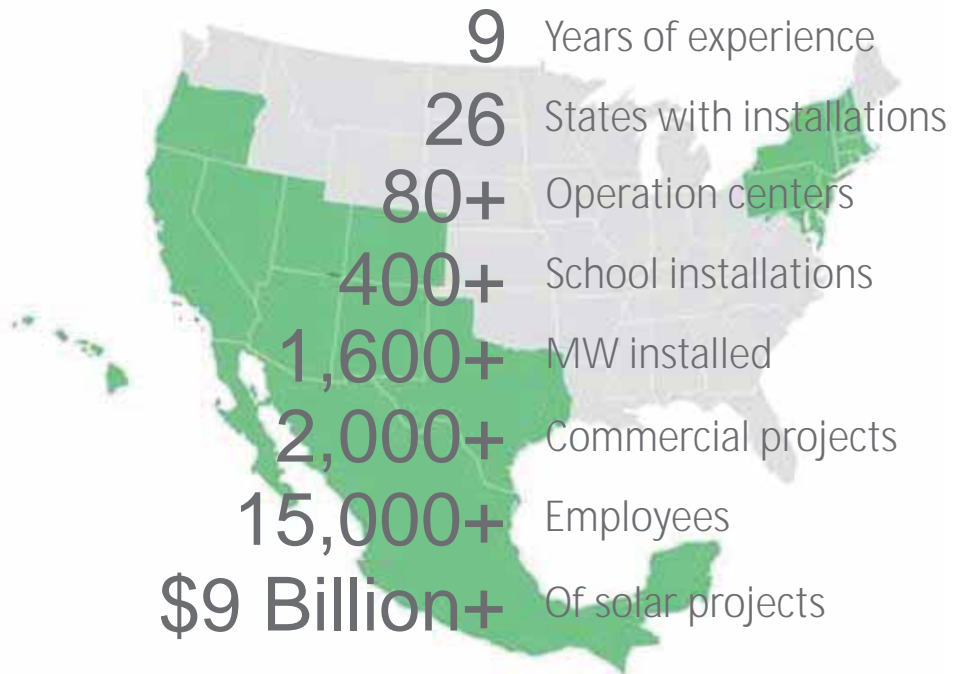 9 Years of experience
26 States with installations
80+ Operation centers
400+ School installations
1,600+ MW installed
2,000+ Commercial projects
15,000+ Employees
$9 Billion+ Of solar projects